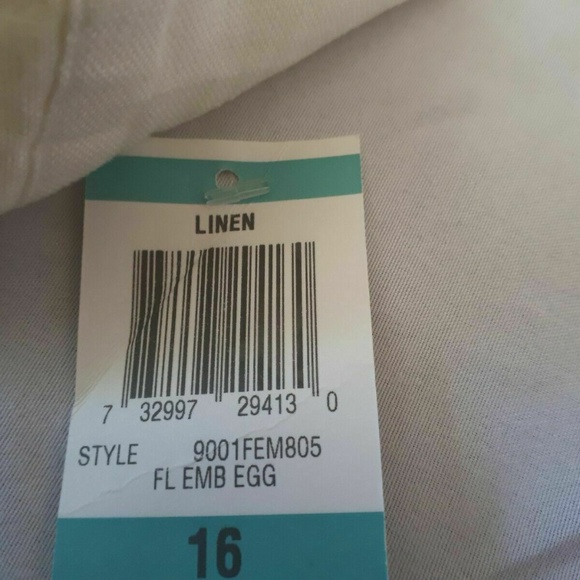 LINEN
7 32997 29413 0
STYLE 9001FEM805
FL EMB EGG
16